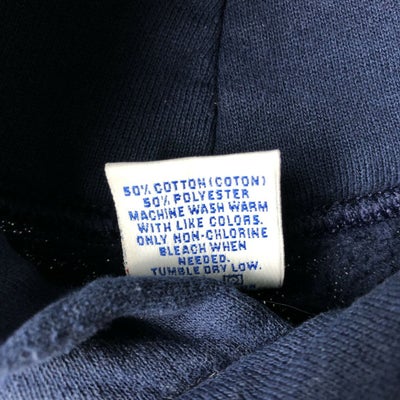 50% COTTON(COTON)
50% POLYESTER
MACHINE WASH WARM
WITH LIKE COLORS.
ONLY NON-CHLORINE
BLEACH WHEN
NEEDED.
TUMBLE DRY LOW.